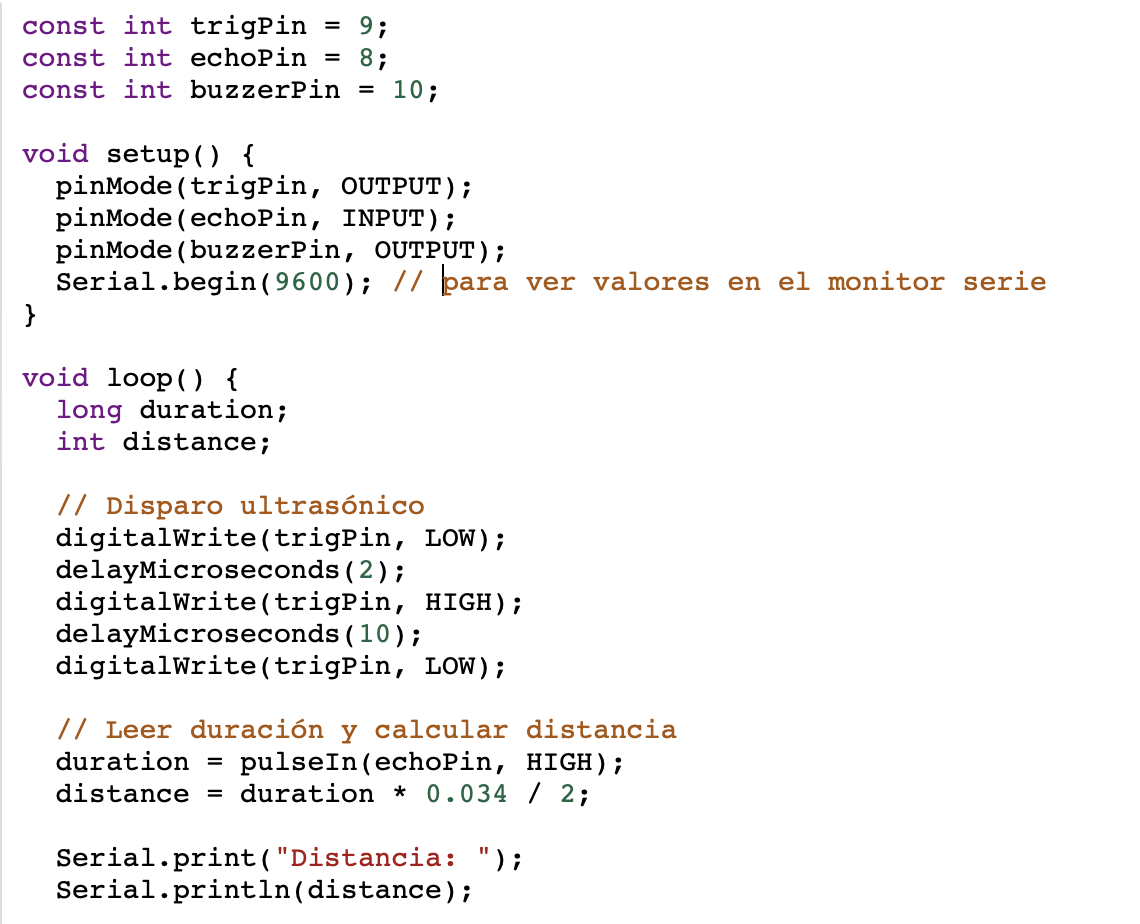 const int trigPin = 9;
const int echoPin = 8;
const int buzzerPin = 10;

void setup() {
  pinMode(trigPin, OUTPUT);
  pinMode(echoPin, INPUT);
  pinMode(buzzerPin, OUTPUT);
  Serial.begin(9600); // para ver valores en el monitor serie
}

void loop() {
  long duration;
  int distance;

  // Disparo ultrasónico
  digitalWrite(trigPin, LOW);
  delayMicroseconds(2);
  digitalWrite(trigPin, HIGH);
  delayMicroseconds(10);
  digitalWrite(trigPin, LOW);

  // Leer duración y calcular distancia
  duration = pulseIn(echoPin, HIGH);
  distance = duration * 0.034 / 2;

  Serial.print("Distancia: ");
  Serial.println(distance);